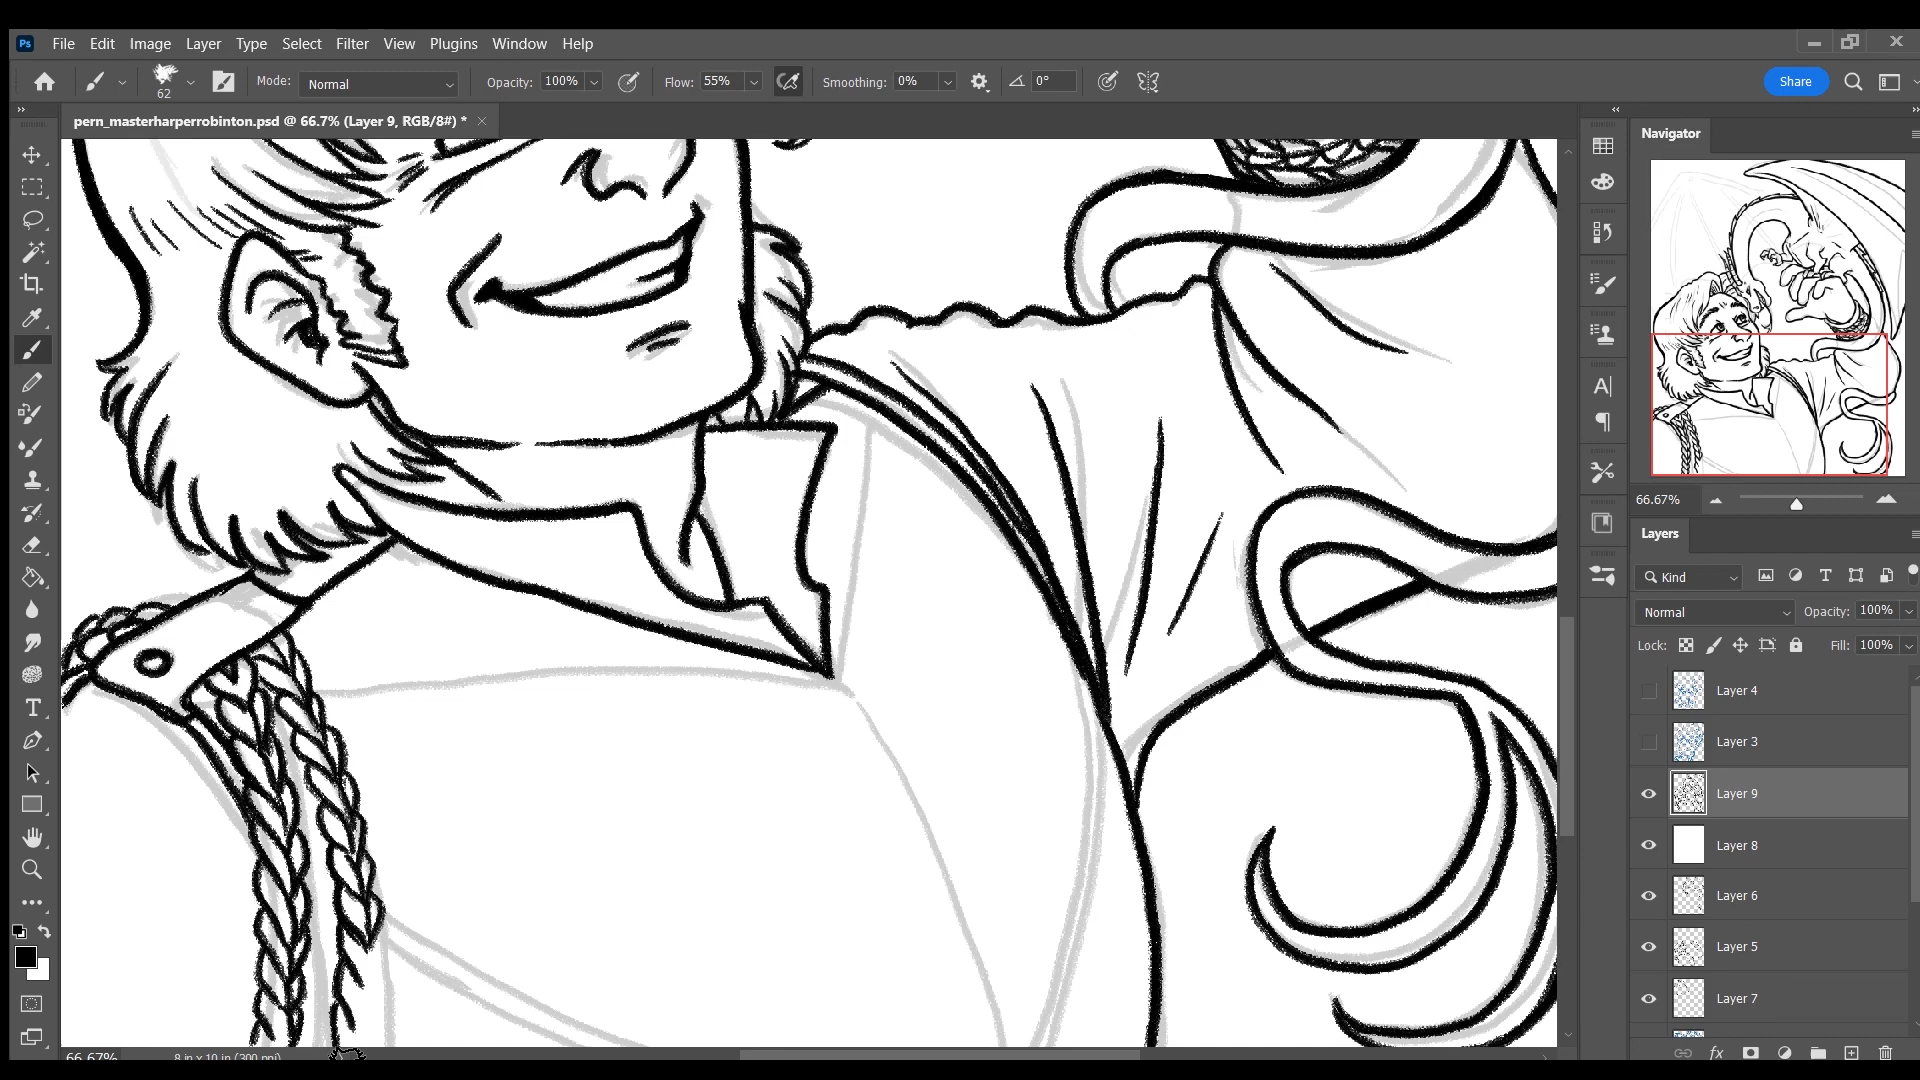 Ps File Edit Image Layer Type Select Filter View Plugins Window Help
62 Mode: Normal Opacity: 100% Flow: 55% Smoothing: 0% 0° Share
pern_masterharperrobinton.psd @ 66.7% (Layer 9, RGB/8#) *
Navigator
66.67%
Layers
Kind
Normal Opacity: 100%
Lock: Fill: 100%
Layer 4
Layer 3
Layer 9
Layer 8
Layer 6
Layer 5
Layer 7
fx
66.67% 8 in x 10 in (300 ppi)